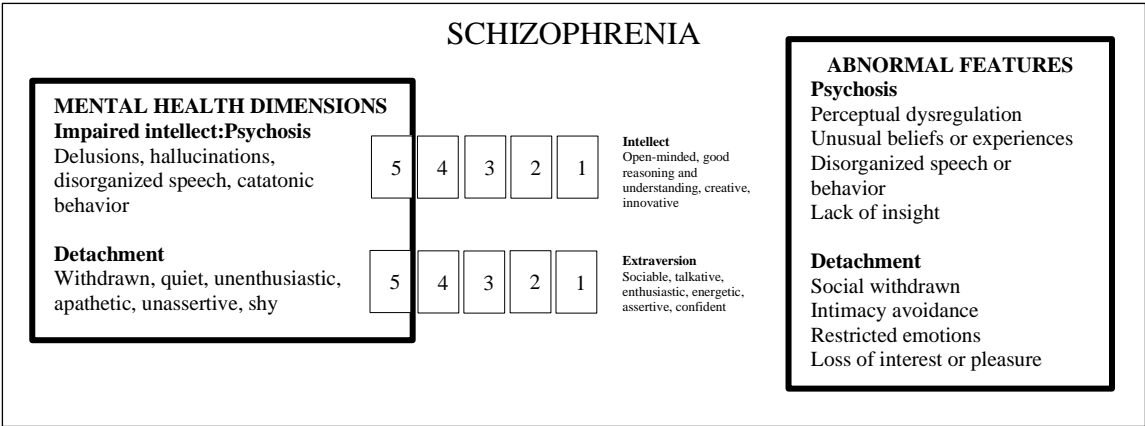 SCHIZOPHRENIA
MENTAL HEALTH DIMENSIONS
Impaired intellect:Psychosis
Delusions, hallucinations,
disorganized speech, catatonic
behavior
5 4 3 2 1
Intellect
Open-minded, good
reasoning and
understanding, creative,
innovative
Detachment
Withdrawn, quiet, unenthusiastic,
apathetic, unassertive, shy
5 4 3 2 1
Extraversion
Sociable, talkative,
enthusiastic, energetic,
assertive, confident
ABNORMAL FEATURES
Psychosis
Perceptual dysregulation
Unusual beliefs or experiences
Disorganized speech or
behavior
Lack of insight
Detachment
Social withdrawn
Intimacy avoidance
Restricted emotions
Loss of interest or pleasure